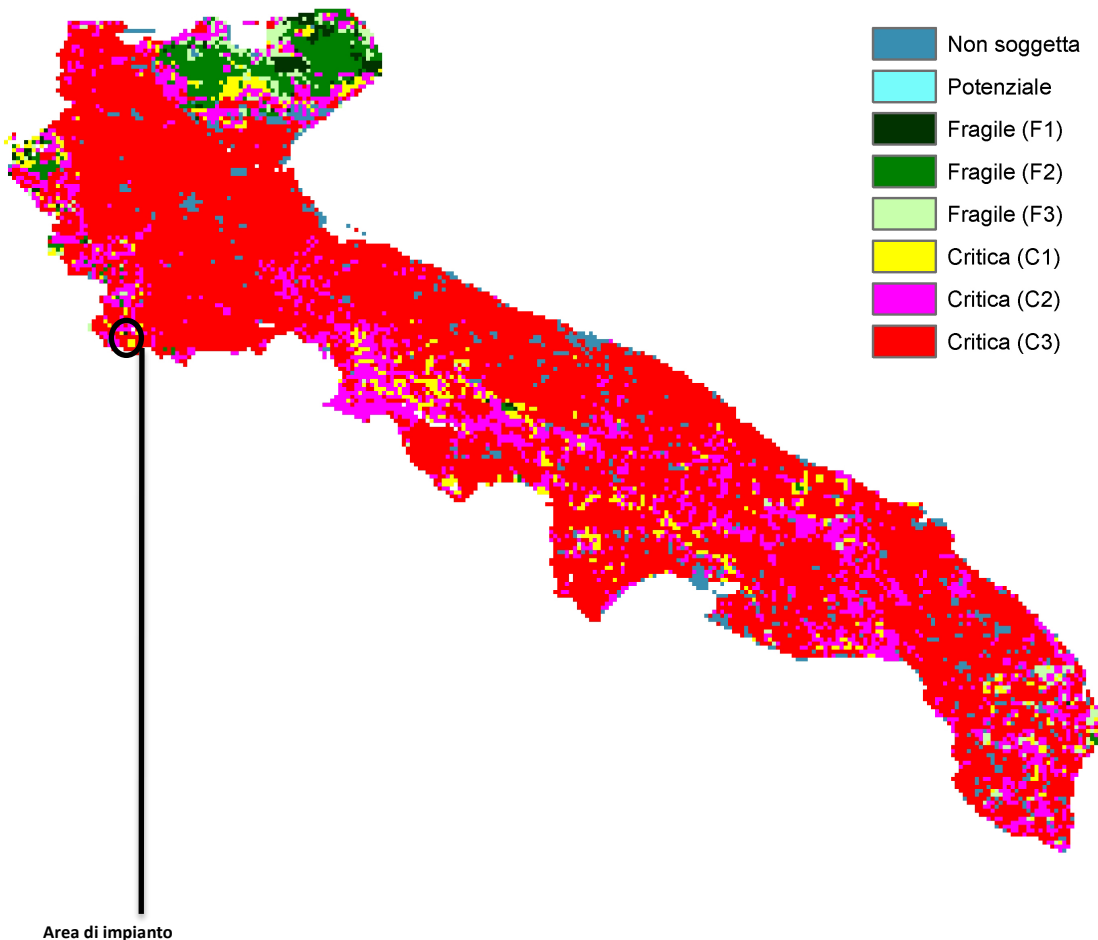 Non soggetta
Potenziale
Fragile (F1)
Fragile (F2)
Fragile (F3)
Critica (C1)
Critica (C2)
Critica (C3)
Area di impianto